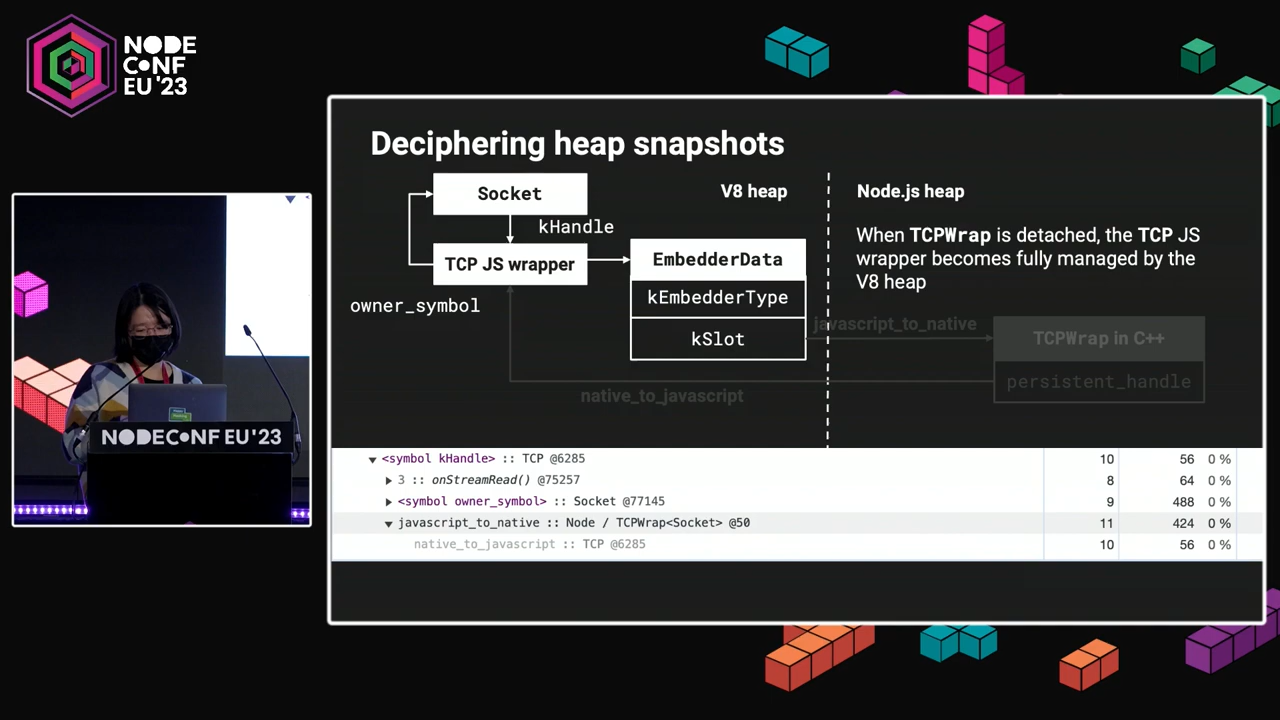 NODE
CONF
EU '23
Deciphering heap snapshots
Socket
V8 heap
Node.js heap
kHandle
TCP JS wrapper
EmbedderData
When TCPWrap is detached, the TCP JS
wrapper becomes fully managed by the
V8 heap
owner_symbol
kEmbedderType
kSlot
javascript_to_native
TCPWrap in C++
persistent_handle
native_to_javascript
<symbol kHandle> :: TCP @6285 10 56 0 %
3 :: onStreamRead() @75257 8 64 0 %
<symbol owner_symbol> :: Socket @77145 9 488 0 %
javascript_to_native :: Node / TCPWrap<Socket> @50 11 424 0 %
native_to_javascript :: TCP @6285 10 56 0 %
NODECONF EU '23